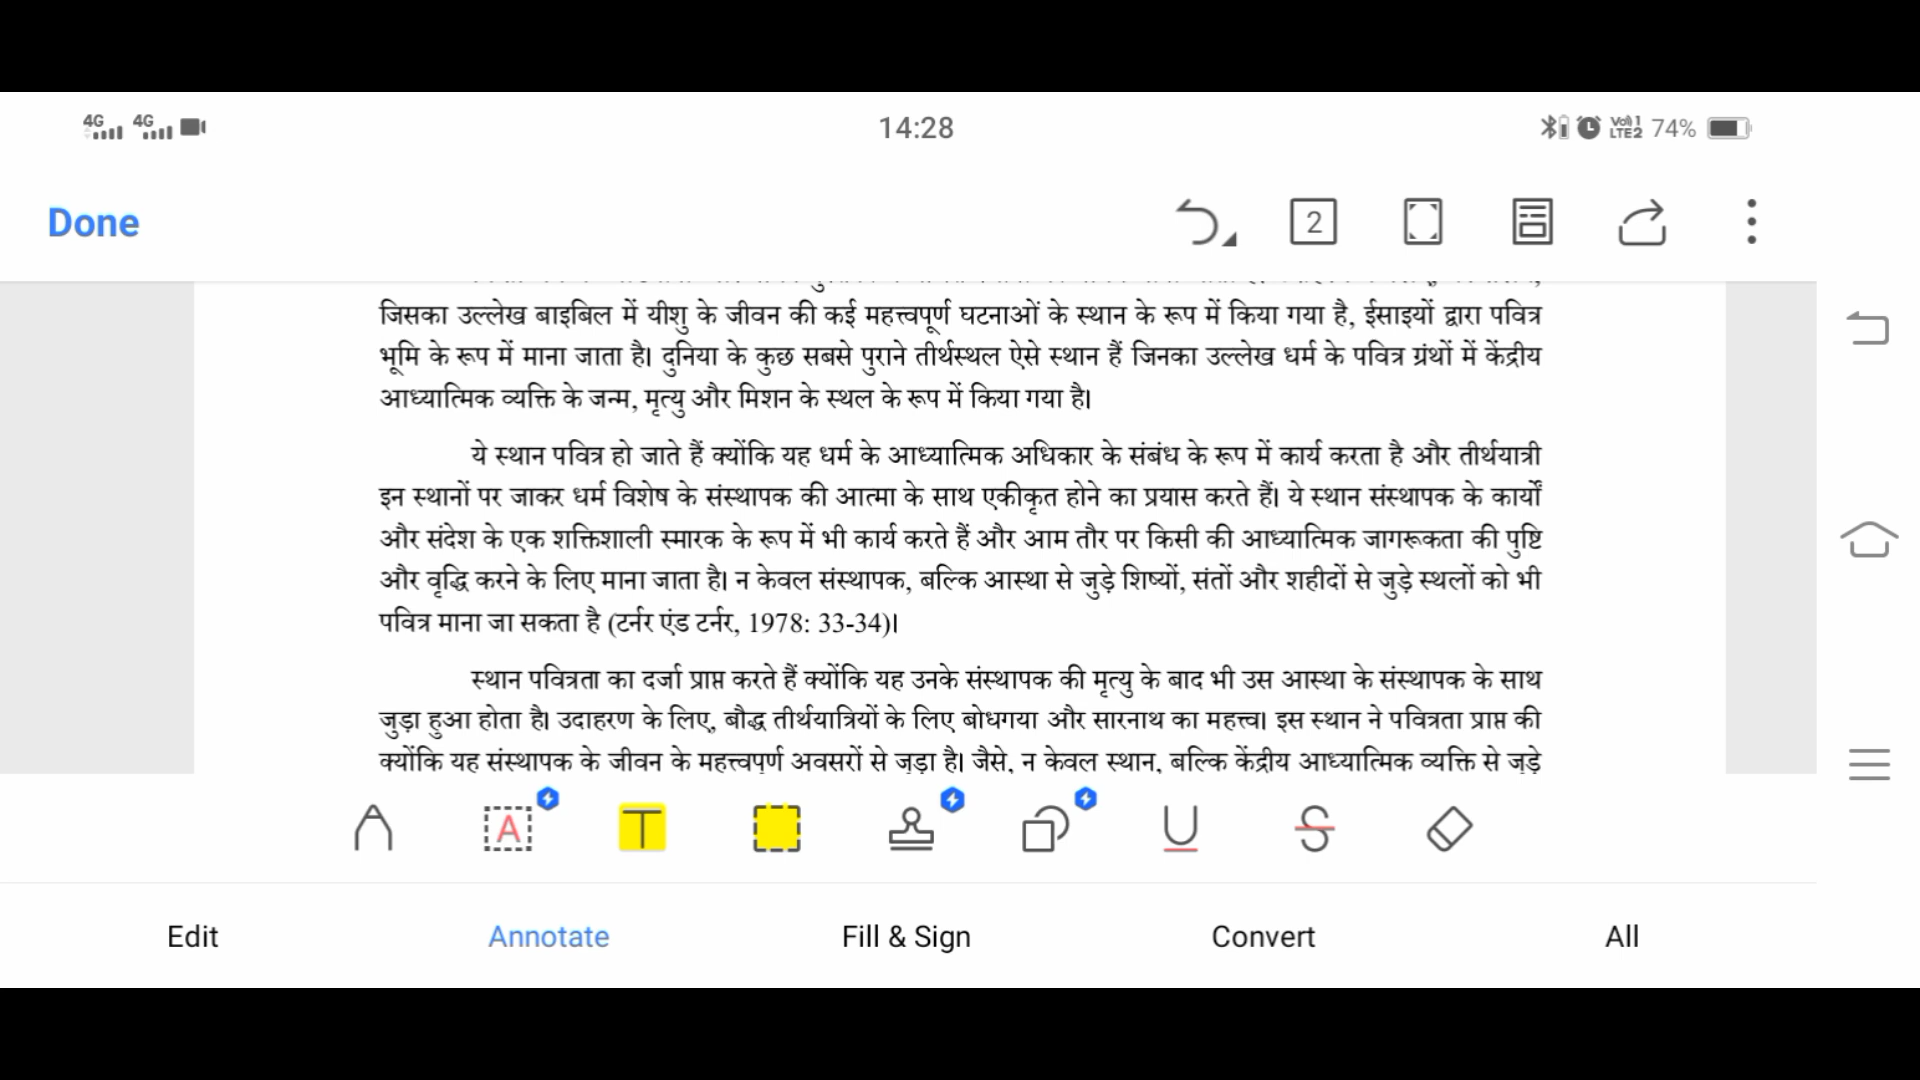 4G 4G 14:28 Vo) 1 LTE2 74%
Done 2
जिसका उल्लेख बाइबिल में यीशु के जीवन की कई महत्त्वपूर्ण घटनाओं के स्थान के रूप में किया गया है, ईसाइयों द्वारा पवित्र
भूमि के रूप में माना जाता है। दुनिया के कुछ सबसे पुराने तीर्थस्थल ऐसे स्थान हैं जिनका उल्लेख धर्म के पवित्र ग्रंथों में केंद्रीय
आध्यात्मिक व्यक्ति के जन्म, मृत्यु और मिशन के स्थल के रूप में किया गया है।
ये स्थान पवित्र हो जाते हैं क्योंकि यह धर्म के आध्यात्मिक अधिकार के संबंध के रूप में कार्य करता है और तीर्थयात्री
इन स्थानों पर जाकर धर्म विशेष के संस्थापक की आत्मा के साथ एकीकृत होने का प्रयास करते हैं। ये स्थान संस्थापक के कार्यों
और संदेश के एक शक्तिशाली स्मारक के रूप में भी कार्य करते हैं और आम तौर पर किसी की आध्यात्मिक जागरूकता की पुष्टि
और वृद्धि करने के लिए माना जाता है। न केवल संस्थापक, बल्कि आस्था से जुड़े शिष्यों, संतों और शहीदों से जुड़े स्थलों को भी
पवित्र माना जा सकता है (टर्नर एंड टर्नर, 1978: 33-34)।
स्थान पवित्रता का दर्जा प्राप्त करते हैं क्योंकि यह उनके संस्थापक की मृत्यु के बाद भी उस आस्था के संस्थापक के साथ
जुड़ा हुआ होता है। उदाहरण के लिए, बौद्ध तीर्थयात्रियों के लिए बोधगया और सारनाथ का महत्त्व। इस स्थान ने पवित्रता प्राप्त की
क्योंकि यह संस्थापक के जीवन के महत्त्वपूर्ण अवसरों से जुड़ा है। जैसे, न केवल स्थान, बल्कि केंद्रीय आध्यात्मिक व्यक्ति से जुड़े
A T U S
Edit Annotate Fill & Sign Convert All